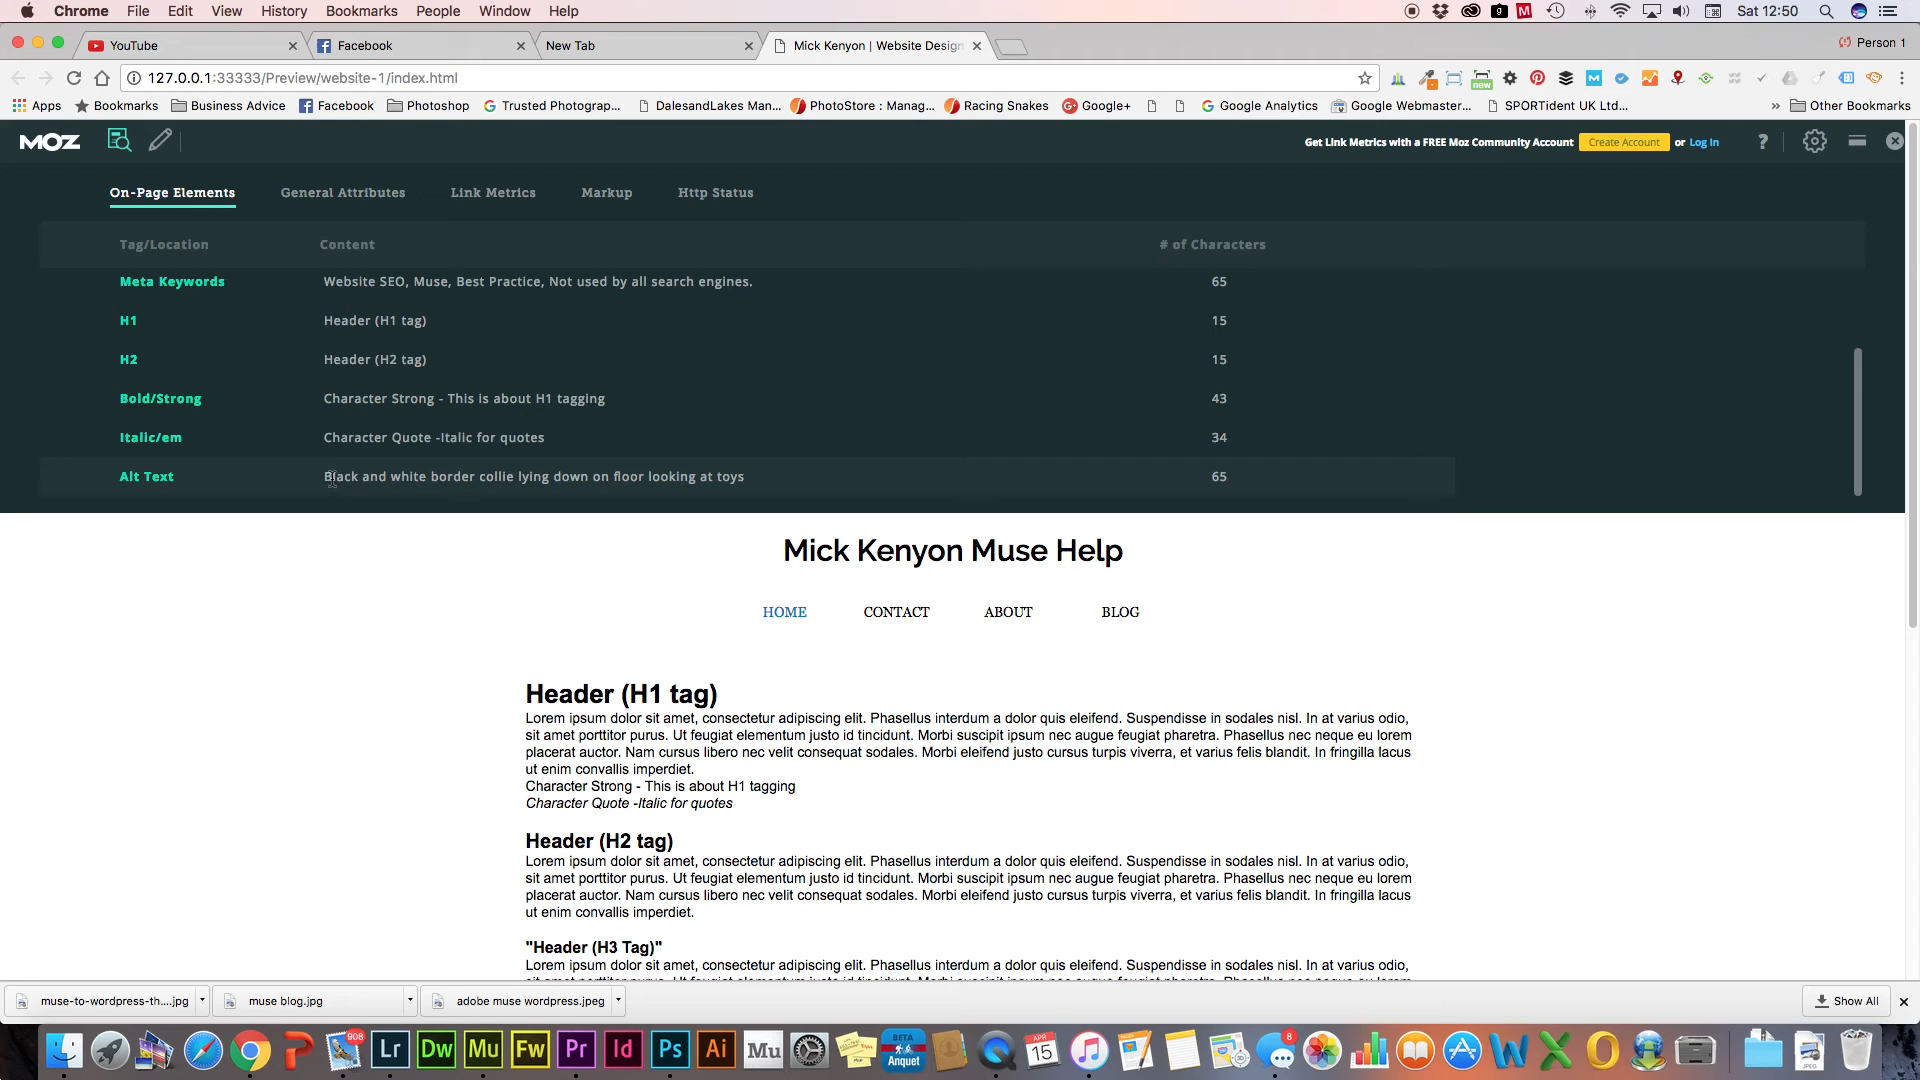 Chrome File Edit View History Bookmarks People Window Help
Sat 12:50
YouTube
Facebook
New Tab
Mick Kenyon | Website Design
Person 1
127.0.0.1:33333/Preview/website-1/index.html
new
Apps Bookmarks Business Advice Facebook Photoshop Trusted Photograp... DalesandLakes Man... PhotoStore : Manag... Racing Snakes Google+ Google Analytics Google Webmaster... SPORTident UK Ltd... » Other Bookmarks
MOZ
Get Link Metrics with a FREE Moz Community Account Create Account or Log In
?
On-Page Elements General Attributes Link Metrics Markup Http Status
Tag/Location Content # of Characters
Meta Keywords Website SEO, Muse, Best Practice, Not used by all search engines. 65
H1 Header (H1 tag) 15
H2 Header (H2 tag) 15
Bold/Strong Character Strong - This is about H1 tagging 43
Italic/em Character Quote -Italic for quotes 34
Alt Text Black and white border collie lying down on floor looking at toys 65
Mick Kenyon Muse Help
HOME CONTACT ABOUT BLOG
Header (H1 tag)
Lorem ipsum dolor sit amet, consectetur adipiscing elit. Phasellus interdum a dolor quis eleifend. Suspendisse in sodales nisl. In at varius odio,
sit amet porttitor purus. Ut feugiat elementum justo id tincidunt. Morbi suscipit ipsum nec augue feugiat pharetra. Phasellus nec neque eu lorem
placerat auctor. Nam cursus libero nec velit consequat sodales. Morbi eleifend justo cursus turpis viverra, et varius felis blandit. In fringilla lacus
ut enim convallis imperdiet.
Character Strong - This is about H1 tagging
Character Quote -Italic for quotes
Header (H2 tag)
Lorem ipsum dolor sit amet, consectetur adipiscing elit. Phasellus interdum a dolor quis eleifend. Suspendisse in sodales nisl. In at varius odio,
sit amet porttitor purus. Ut feugiat elementum justo id tincidunt. Morbi suscipit ipsum nec augue feugiat pharetra. Phasellus nec neque eu lorem
placerat auctor. Nam cursus libero nec velit consequat sodales. Morbi eleifend justo cursus turpis viverra, et varius felis blandit. In fringilla lacus
ut enim convallis imperdiet.
"Header (H3 Tag)"
Lorem ipsum dolor sit amet, consectetur adipiscing elit. Phasellus interdum a dolor quis eleifend. Suspendisse in sodales nisl. In at varius odio,
muse-to-wordpress-th....jpg
muse blog.jpg
adobe muse wordpress.jpeg
Show All
908
Lr Dw Mu Fw Pr Id Ps Ai Mu
BETA
Anquet
APR
15
8